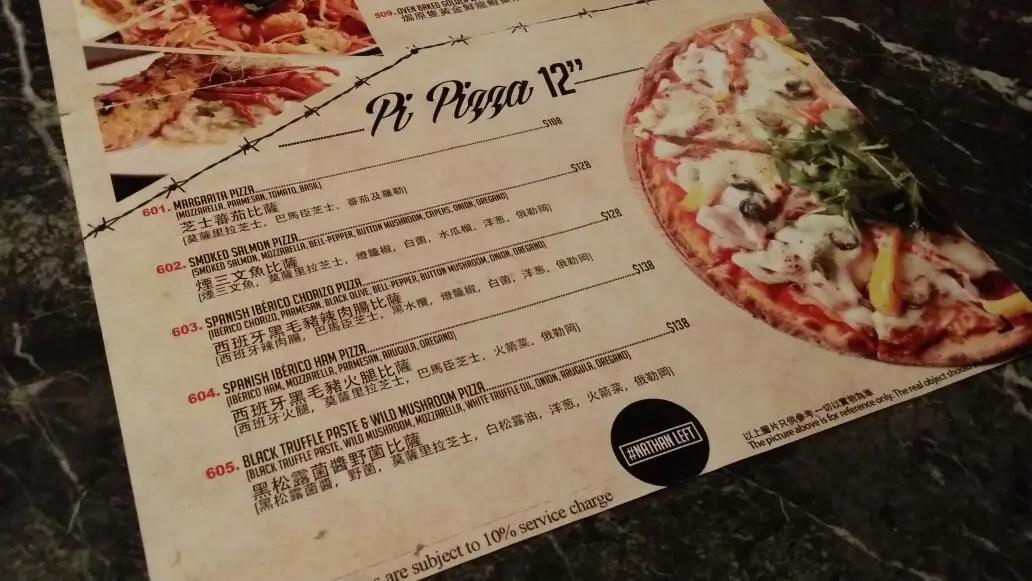 509. OVEN BAKED GOLDEN
Pi Pizza 12”
601. MARGARITA PIZZA $108
(MOZZARELLA, PARMESAN, TOMATO, BASIL)
芝士蕃茄比薩
(莫薩里拉芝士, 巴馬臣芝士, 蕃茄及羅勒)
602. SMOKED SALMON PIZZA $128
(SMOKED SALMON, MOZZARELLA, BELL-PEPPER, BUTTON MUSHROOM, CAPERS, ONION, OREGANO)
煙三文魚比薩
(煙三文魚, 莫薩里拉芝士, 燈籠椒, 白菌, 水瓜榴, 洋葱, 俄勒岡)
603. SPANISH IBÉRICO CHORIZO PIZZA $128
(IBÉRICO CHORIZO, PARMESAN, BLACK OLIVE, BELL-PEPPER, BUTTON MUSHROOM, ONION, OREGANO)
西班牙黑毛豬辣肉腸比薩
(西班牙辣肉腸, 巴馬臣芝士, 黑水欖, 燈籠椒, 白菌, 洋葱, 俄勒岡)
604. SPANISH IBÉRICO HAM PIZZA $138
(IBÉRICO HAM, MOZZARELLA, PARMESAN, ARUGULA, OREGANO)
西班牙黑毛豬火腿比薩
(西班牙火腿, 莫薩里拉芝士, 巴馬臣芝士, 火箭菜, 俄勒岡)
605. BLACK TRUFFLE PASTE & WILD MUSHROOM PIZZA $138
(BLACK TRUFFLE PASTE, WILD MUSHROOM, MOZZARELLA, WHITE TRUFFLE OIL, ONION, ARUGULA, OREGANO)
黑松露菌醬野菌比薩
(黑松露菌醬, 野菌, 莫薩里拉芝士, 白松露油, 洋葱, 火箭菜, 俄勒岡)
#NATHAN LEFT
以上圖片只供參考,一切以實物為準
The picture above is for reference only. The real object
are subject to 10% service charge